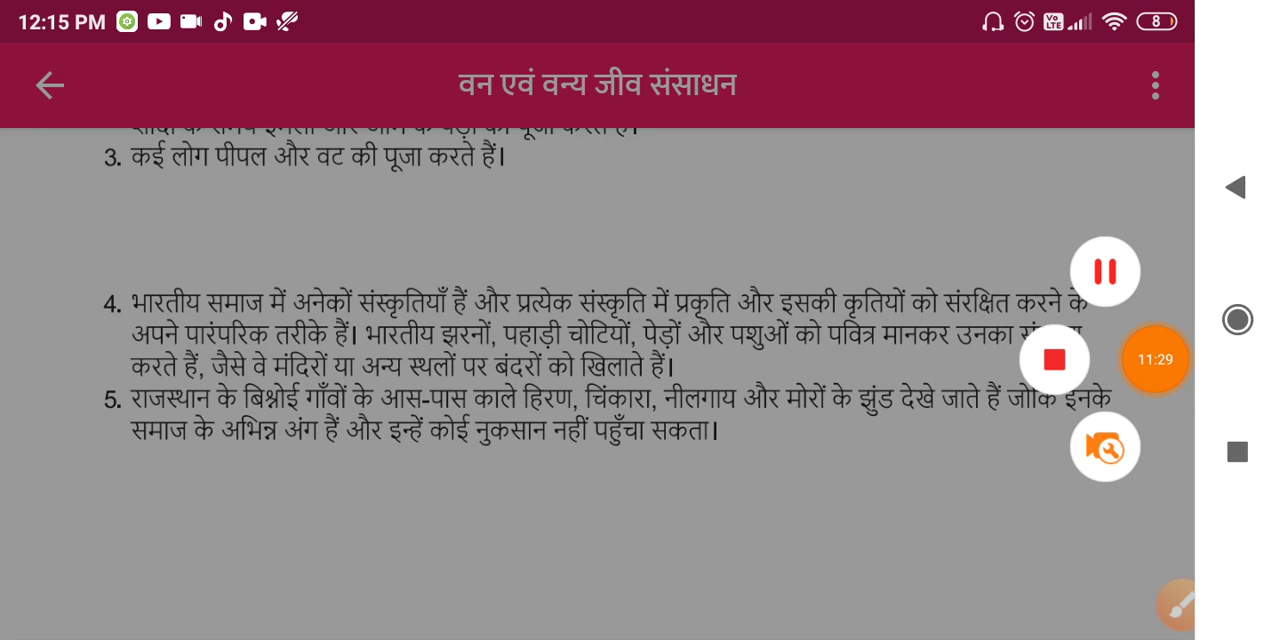 12:15 PM
Vo LTE
8
वन एवं वन्य जीव संसाधन
3. कई लोग पीपल और वट की पूजा करते हैं।
4. भारतीय समाज में अनेकों संस्कृतियाँ हैं और प्रत्येक संस्कृति में प्रकृति और इसकी कृतियों को संरक्षित करने के
अपने पारंपरिक तरीके हैं। भारतीय झरनों, पहाड़ी चोटियों, पेड़ों और पशुओं को पवित्र मानकर उनका
करते हैं, जैसे वे मंदिरों या अन्य स्थलों पर बंदरों को खिलाते हैं।
11:29
5. राजस्थान के बिश्नोई गाँवों के आस-पास काले हिरण, चिंकारा, नीलगाय और मोरों के झुंड देखे जाते हैं जोकि इनके
समाज के अभिन्न अंग हैं और इन्हें कोई नुकसान नहीं पहुँचा सकता।